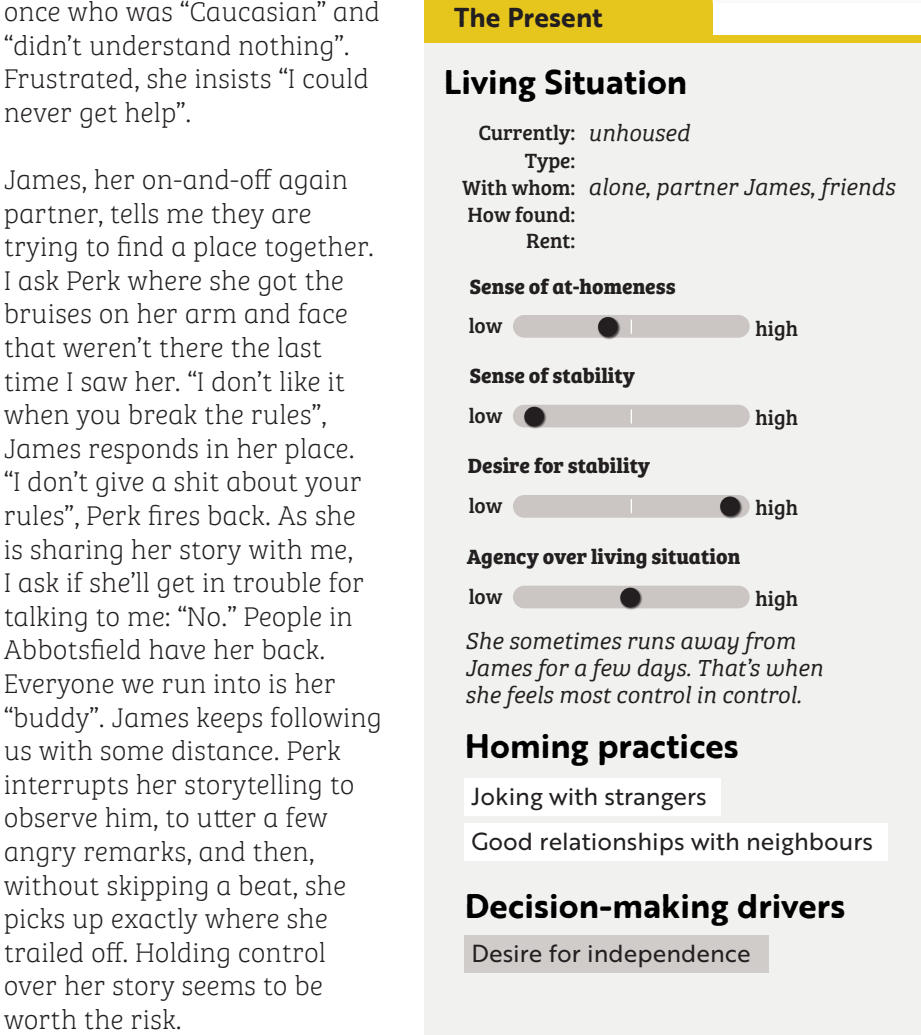 once who was “Caucasian” and
“didn’t understand nothing”.
Frustrated, she insists “I could
never get help”.
James, her on-and-off again
partner, tells me they are
trying to find a place together.
I ask Perk where she got the
bruises on her arm and face
that weren’t there the last
time I saw her. “I don’t like it
when you break the rules”,
James responds in her place.
“I don’t give a shit about your
rules”, Perk fires back. As she
is sharing her story with me,
I ask if she’ll get in trouble for
talking to me: “No.” People in
Abbotsfield have her back.
Everyone we run into is her
“buddy”. James keeps following
us with some distance. Perk
interrupts her storytelling to
observe him, to utter a few
angry remarks, and then,
without skipping a beat, she
picks up exactly where she
trailed off. Holding control
over her story seems to be
worth the risk.
The Present
Living Situation
Currently: unhoused
Type:
With whom: alone, partner James, friends
How found:
Rent:
Sense of at-homeness
low high
Sense of stability
low high
Desire for stability
low high
Agency over living situation
low high
She sometimes runs away from
James for a few days. That’s when
she feels most control in control.
Homing practices
Joking with strangers
Good relationships with neighbours
Decision-making drivers
Desire for independence